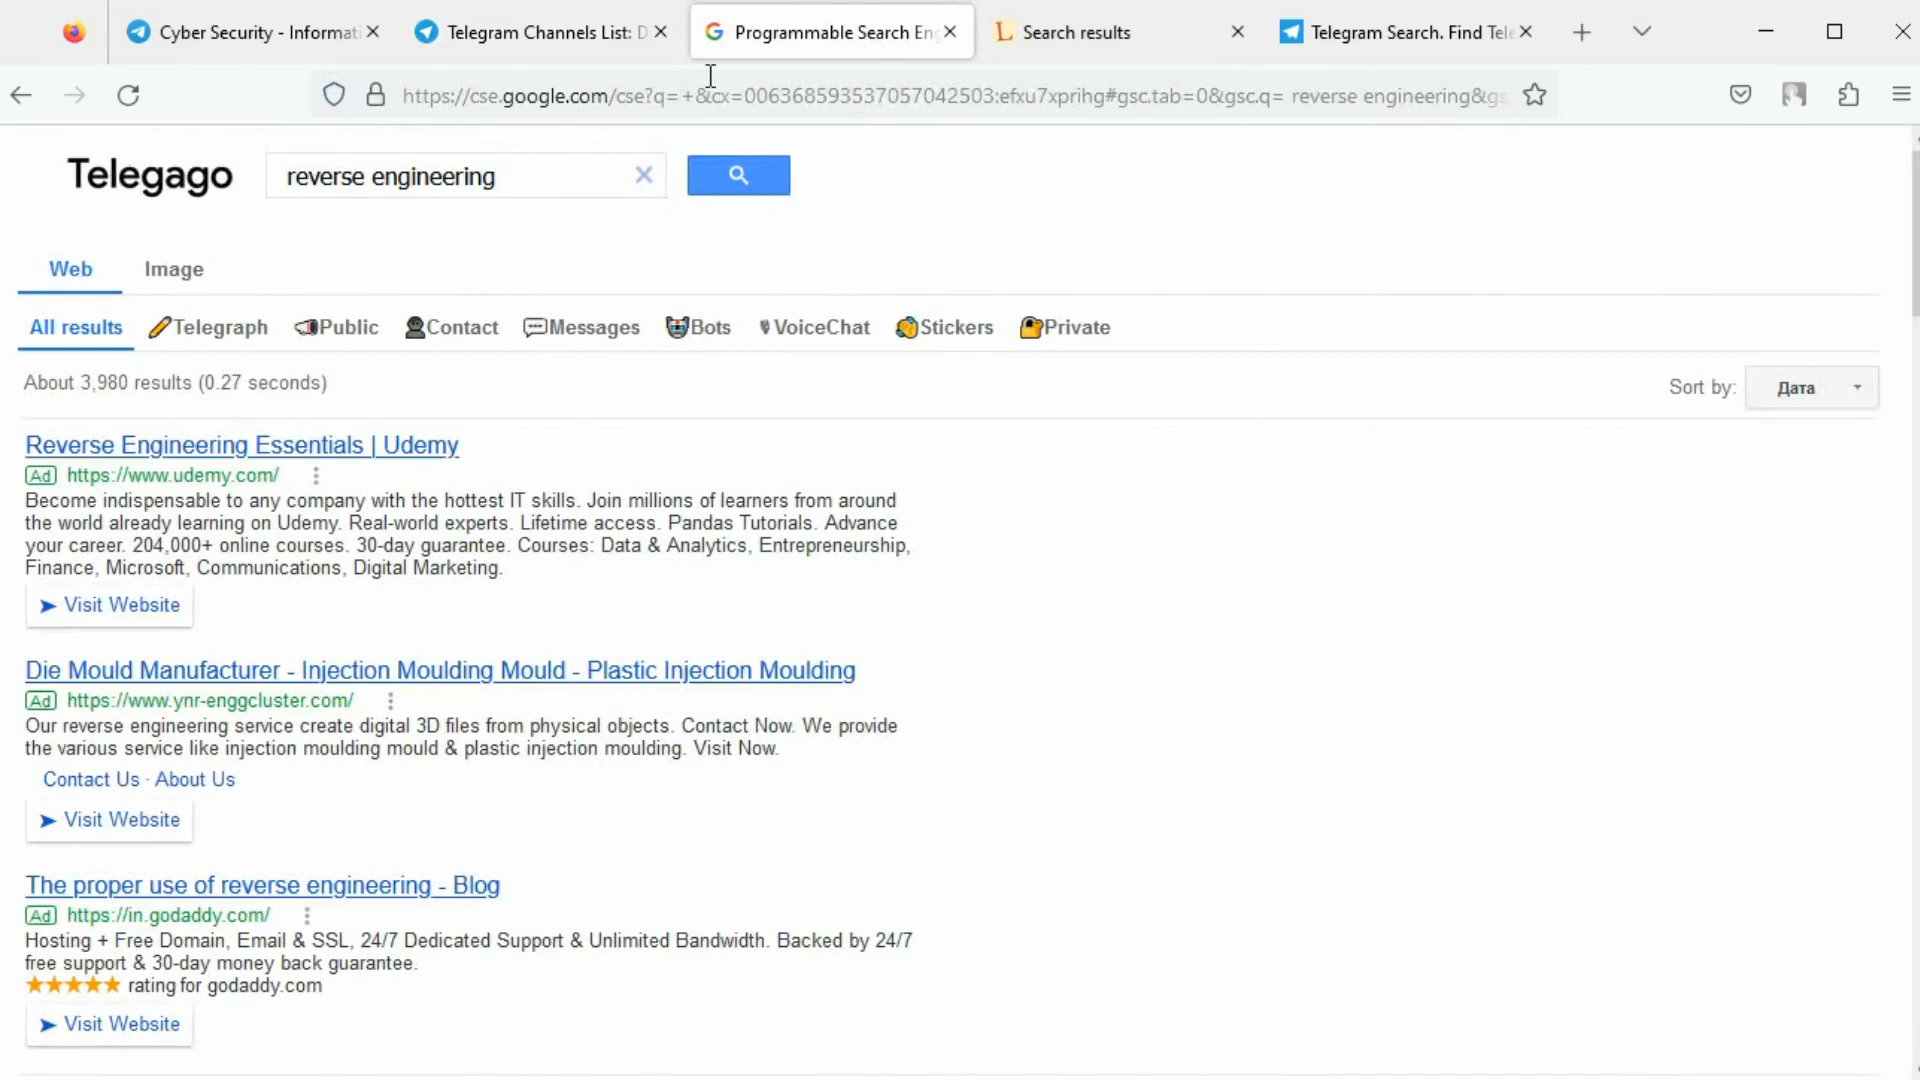 Cyber Security - Informati
Telegram Channels List: D
Programmable Search Eng
Search results
Telegram Search. Find Tele
https://cse.google.com/cse?q=+&cx=006368593537057042503:efxu7xprihg#gsc.tab=0&gsc.q= reverse engineering&gs
Telegago
reverse engineering
Web
Image
All results
Telegraph
Public
Contact
Messages
Bots
VoiceChat
Stickers
Private
About 3,980 results (0.27 seconds)
Sort by:
Дата
Reverse Engineering Essentials | Udemy
Ad https://www.udemy.com/
Become indispensable to any company with the hottest IT skills. Join millions of learners from around
the world already learning on Udemy. Real-world experts. Lifetime access. Pandas Tutorials. Advance
your career. 204,000+ online courses. 30-day guarantee. Courses: Data & Analytics, Entrepreneurship,
Finance, Microsoft, Communications, Digital Marketing.
Visit Website
Die Mould Manufacturer - Injection Moulding Mould - Plastic Injection Moulding
Ad https://www.ynr-enggcluster.com/
Our reverse engineering service create digital 3D files from physical objects. Contact Now. We provide
the various service like injection moulding mould & plastic injection moulding. Visit Now.
Contact Us · About Us
Visit Website
The proper use of reverse engineering - Blog
Ad https://in.godaddy.com/
Hosting + Free Domain, Email & SSL, 24/7 Dedicated Support & Unlimited Bandwidth. Backed by 24/7
free support & 30-day money back guarantee.
rating for godaddy.com
Visit Website